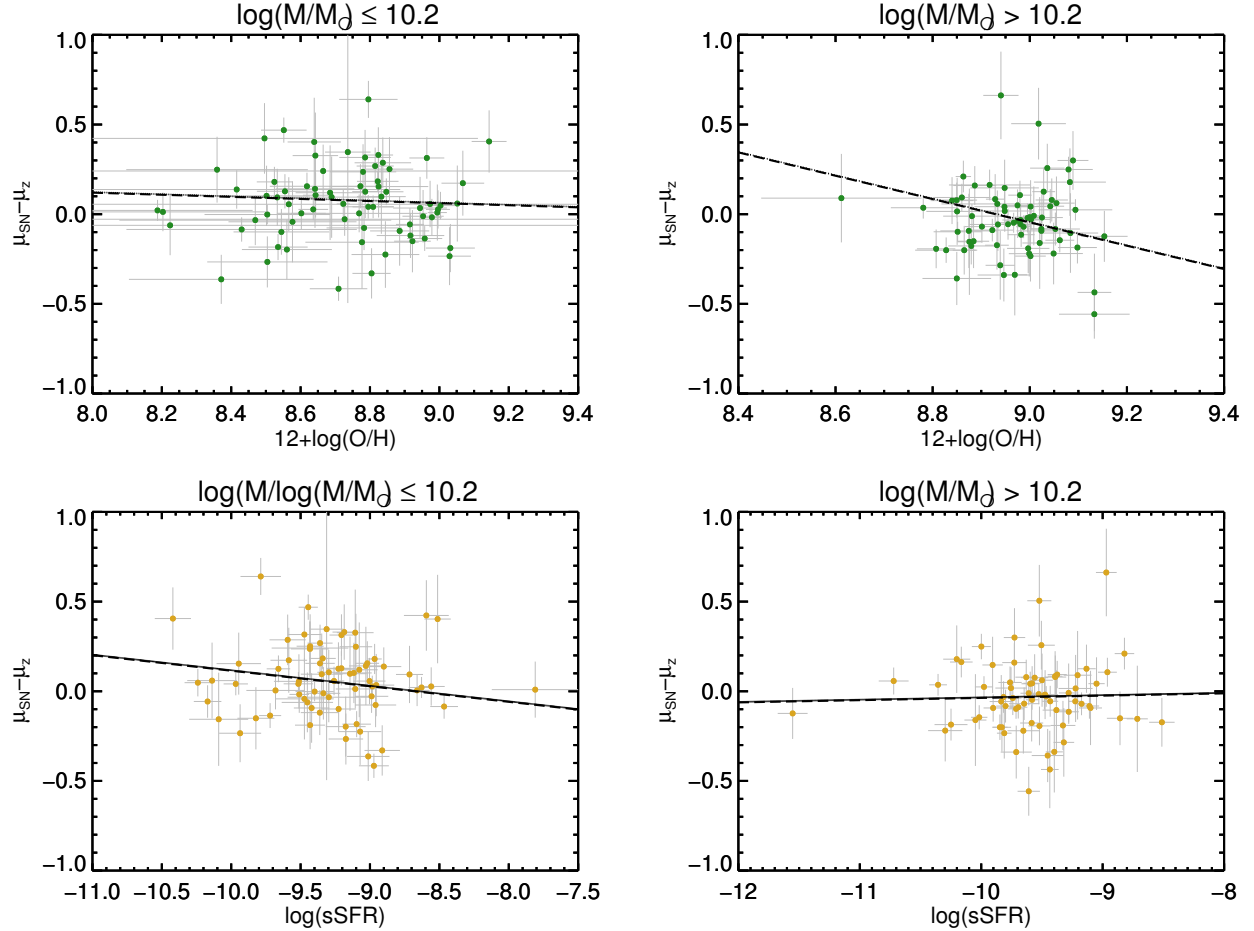 log(M/M☉) ≤ 10.2
log(M/M☉) > 10.2
1.0
0.5
0.0
−0.5
−1.0
μSN−μz
8.0 8.2 8.4 8.6 8.8 9.0 9.2 9.4
12+log(O/H)
1.0
0.5
0.0
−0.5
−1.0
μSN−μz
8.4 8.6 8.8 9.0 9.2 9.4
12+log(O/H)
log(M/log(M/M☉) ≤ 10.2
log(M/M☉) > 10.2
1.0
0.5
0.0
−0.5
−1.0
μSN−μz
−11.0 −10.5 −10.0 −9.5 −9.0 −8.5 −8.0 −7.5
log(sSFR)
1.0
0.5
0.0
−0.5
−1.0
μSN−μz
−12 −11 −10 −9 −8
log(sSFR)